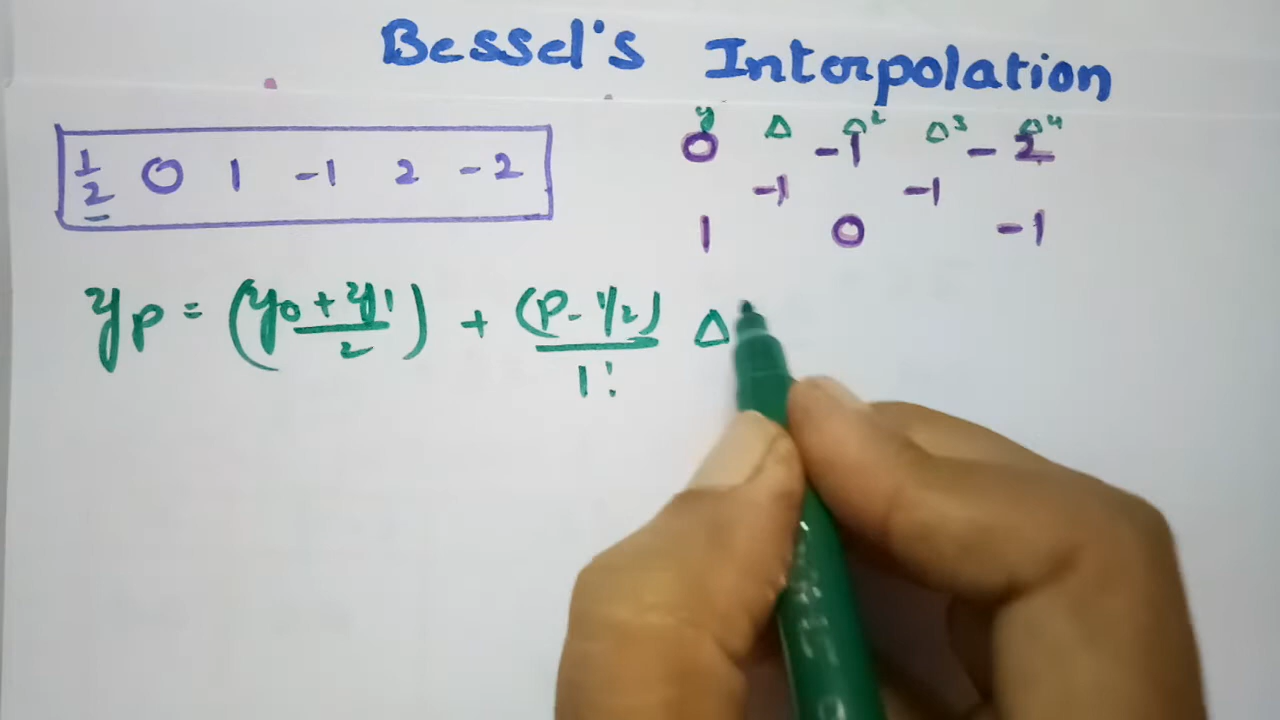 Bessel's Interpolation
y Δ Δ² Δ³ Δ⁴
1/2 0 1 -1 2 -2
0 -1 -2
-1 -1
1 0 -1
yp = (y0 + y1 / 2) + (p - 1/2) / 1! Δ